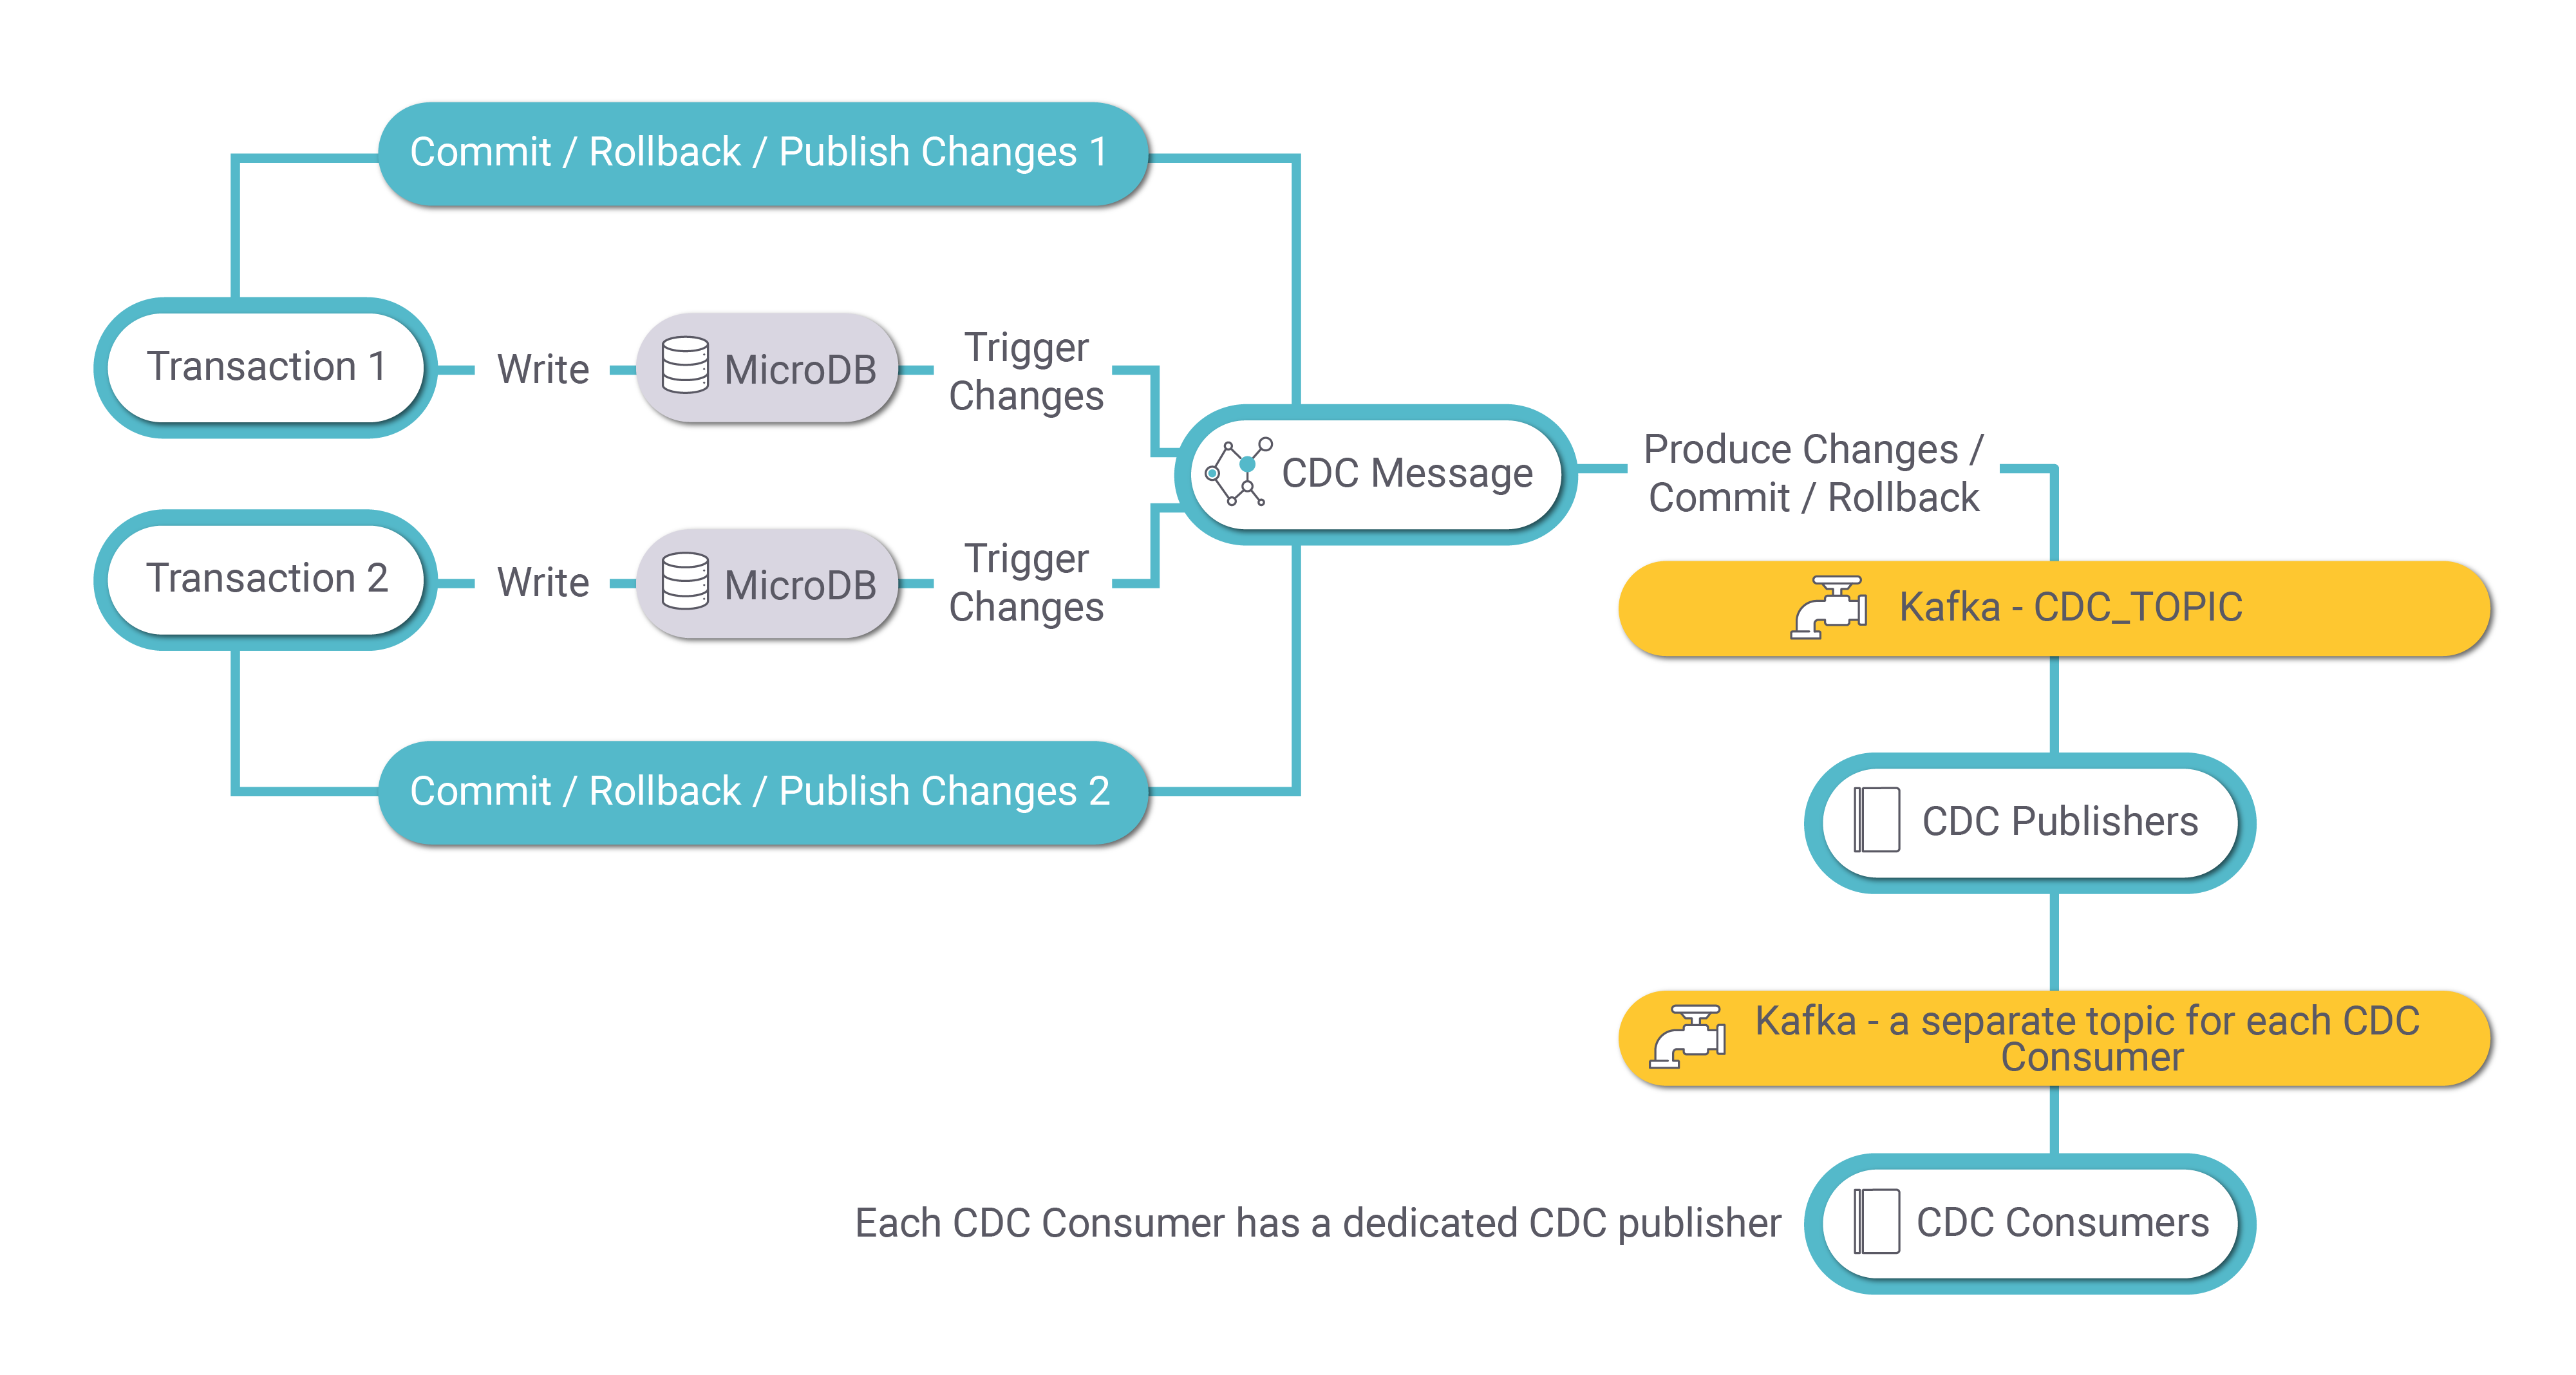 Commit / Rollback / Publish Changes 1
Transaction 1
Write
MicroDB
Trigger
Changes
Transaction 2
Write
MicroDB
Trigger
Changes
Commit / Rollback / Publish Changes 2
CDC Message
Produce Changes /
Commit / Rollback
Kafka - CDC_TOPIC
CDC Publishers
Kafka - a separate topic for each CDC
Consumer
Each CDC Consumer has a dedicated CDC publisher
CDC Consumers